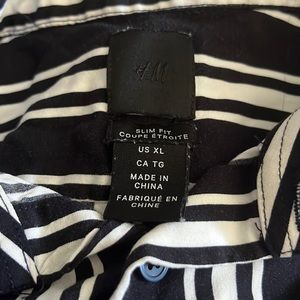 H&M
SLIM FIT
COUPE ÉTROITE
US XL
CA TG
MADE IN
CHINA
FABRIQUÉ EN
CHINE